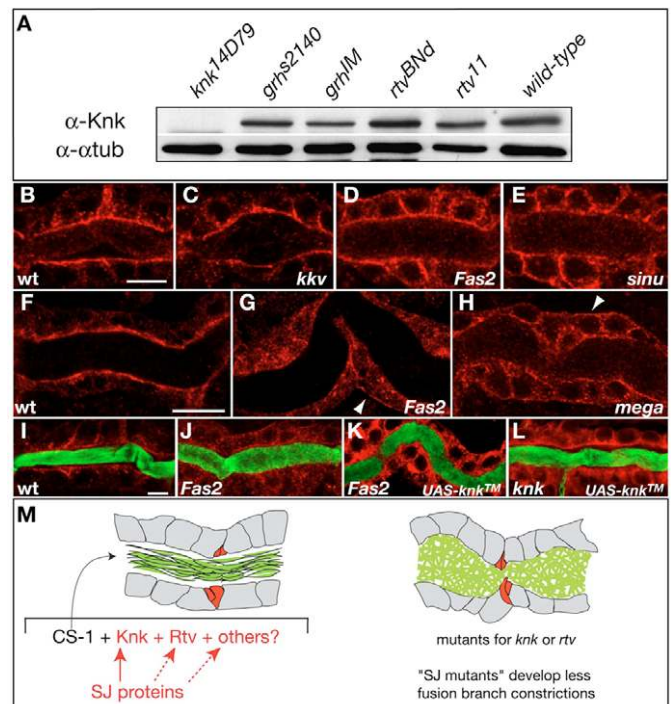 A
knk14D79
grhs2140
grhIM
rtvBNd
rtv11
wild-type
α-Knk
α-αtub
B
wt
C
kkv
D
Fas2
E
sinu
F
wt
G
Fas2
H
mega
I
wt
J
Fas2
K
Fas2
UAS-knkTM
L
knk
UAS-knkTM
M
CS-1 + Knk + Rtv + others?
SJ proteins
mutants for knk or rtv
"SJ mutants" develop less
fusion branch constrictions